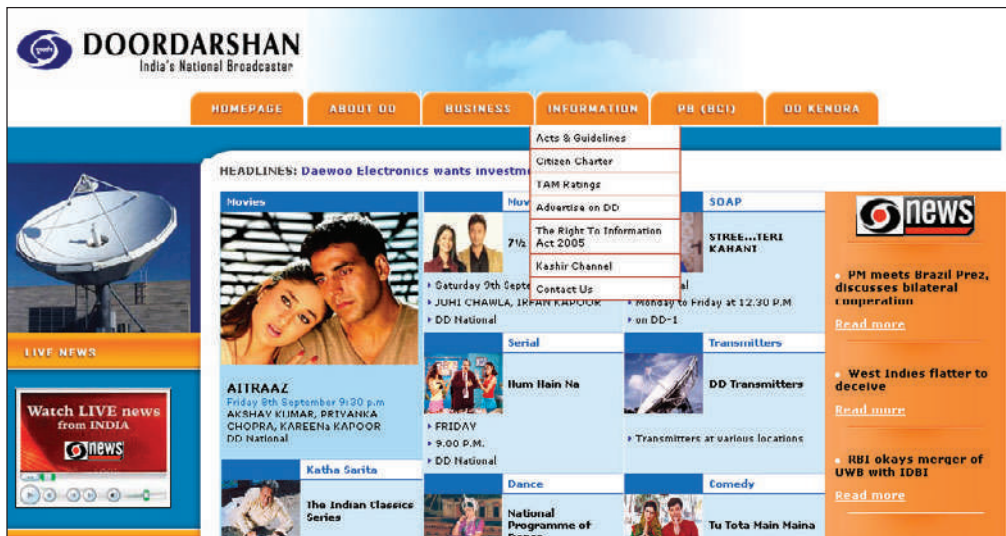 DOORDARSHAN
India's National Broadcaster
HOMEPAGE
ABOUT DD
BUSINESS
INFORMATION
PB (BCI)
DD KENDRA
Acts & Guidelines
Citizen Charter
TAM Ratings
Advertise on DD
The Right To Information
Act 2005
Kashir Channel
Contact Us
HEADLINES: Daewoo Electronics wants investme
LIVE NEWS
Watch LIVE news
from INDIA
news
Movies
AITRAAZ
Friday 8th September 9:30 p.m
AKSHAY KUMAR, PRIYANKA
CHOPRA, KAREENa KAPOOR
DD National
Katha Sarita
The Indian Classics
Series
Mov
7½
Saturday 9th Septe
JUHI CHAWLA, IRFAN KAPOOR
DD National
Serial
Hum Hain Na
FRIDAY
9.00 P.M.
DD National
Dance
National
Programme of
Dance
SOAP
STREE...TERI
KAHANI
al
Monday to Friday at 12.30 P.M
on DD-1
Transmitters
DD Transmitters
Transmitters at various locations
Comedy
Tu Tota Main Maina
news
PM meets Brazil Prez,
discusses bilateral
cooperation
Read more
West Indies flatter to
deceive
Read more
RBI okays merger of
UWB with IDBI
Read more